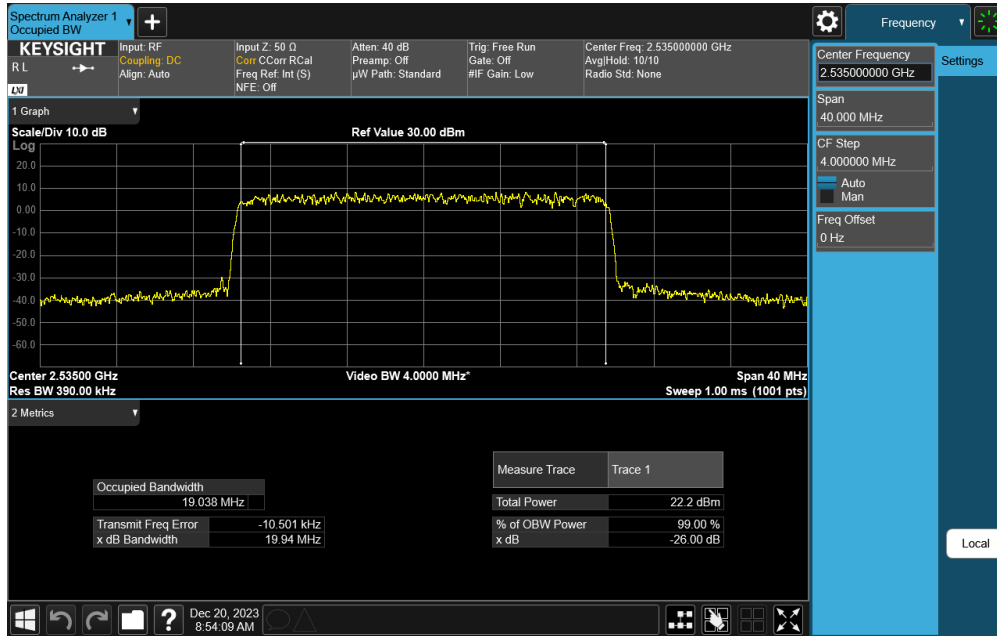 Spectrum Analyzer 1
Occupied BW
+
Frequency
KEYSIGHT
R L
LXI
Input: RF
Coupling: DC
Align: Auto
Input Z: 50 Ω
Corr CCorr RCal
Freq Ref: Int (S)
NFE: Off
Atten: 40 dB
Preamp: Off
µW Path: Standard
Trig: Free Run
Gate: Off
#IF Gain: Low
Center Freq: 2.535000000 GHz
Avg|Hold: 10/10
Radio Std: None
Center Frequency
2.535000000 GHz
Settings
Span
40.000 MHz
CF Step
4.000000 MHz
Auto
Man
Freq Offset
0 Hz
Local
1 Graph
Scale/Div 10.0 dB
Ref Value 30.00 dBm
Log
20.0
10.0
0.00
-10.0
-20.0
-30.0
-40.0
-50.0
-60.0
Center 2.53500 GHz
Video BW 4.0000 MHz*
Span 40 MHz
Res BW 390.00 kHz
Sweep 1.00 ms (1001 pts)
2 Metrics
Measure Trace Trace 1
Occupied Bandwidth
19.038 MHz
Total Power 22.2 dBm
Transmit Freq Error -10.501 kHz
% of OBW Power 99.00 %
x dB Bandwidth 19.94 MHz
x dB -26.00 dB
?
Dec 20, 2023
8:54:09 AM